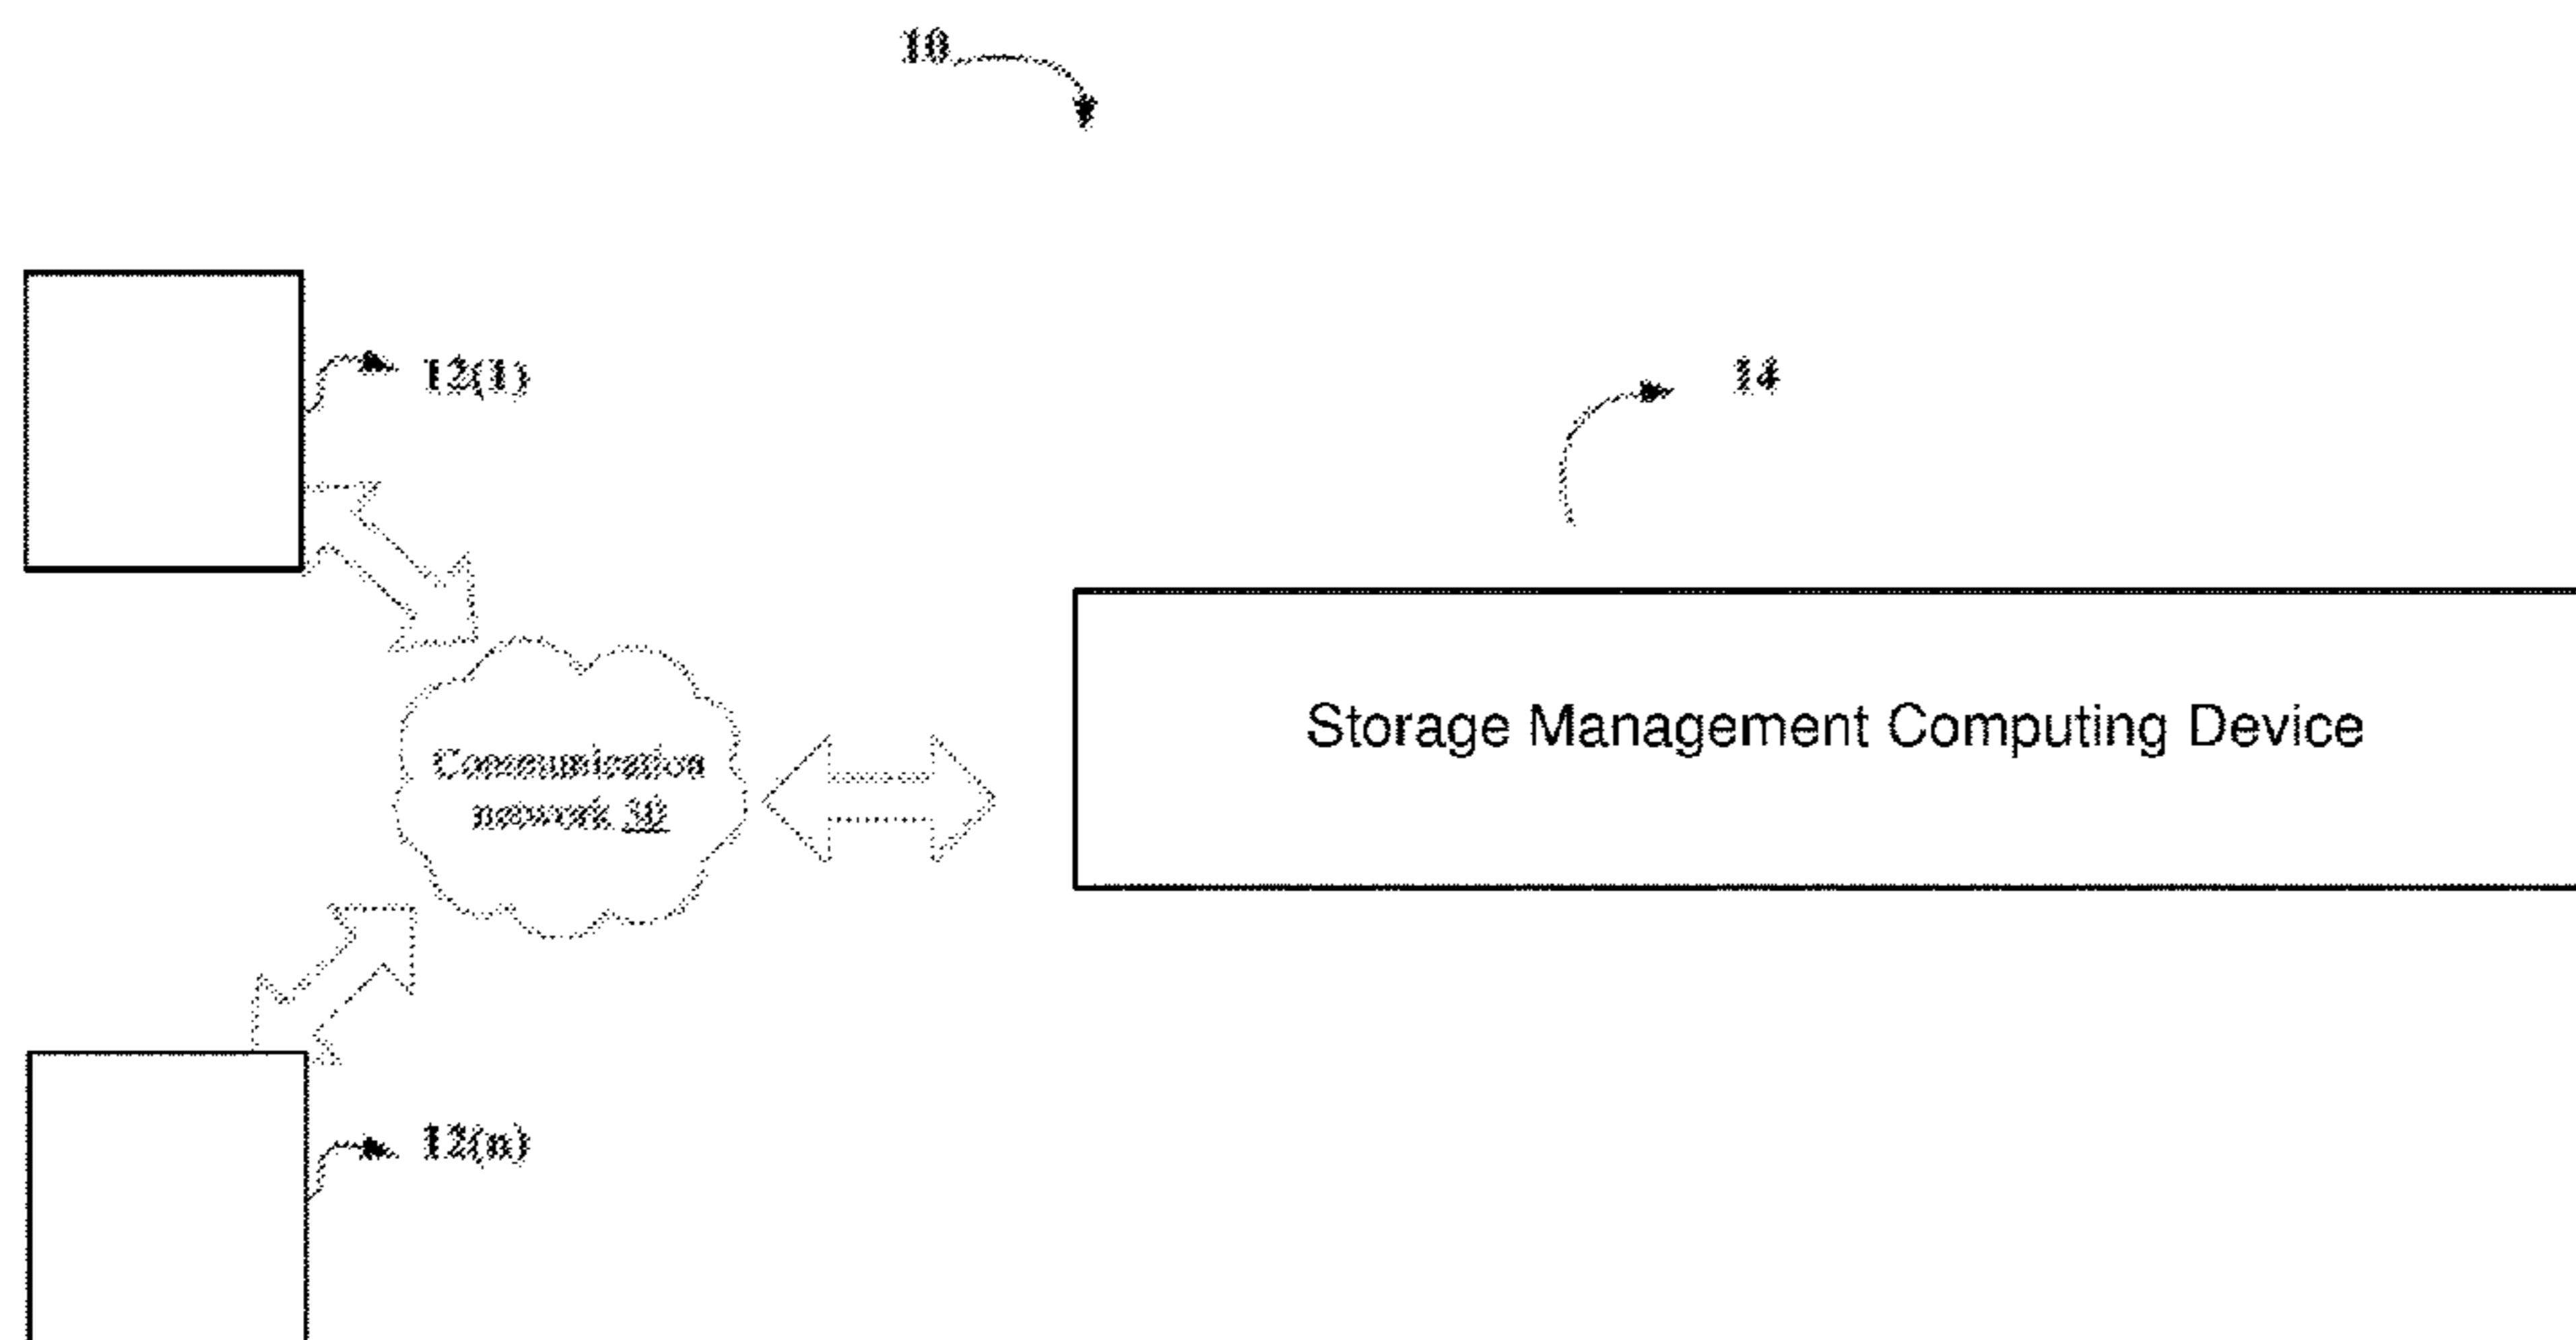 10
12(1)
14
Storage Management Computing Device
Communication
network 30
12(n)